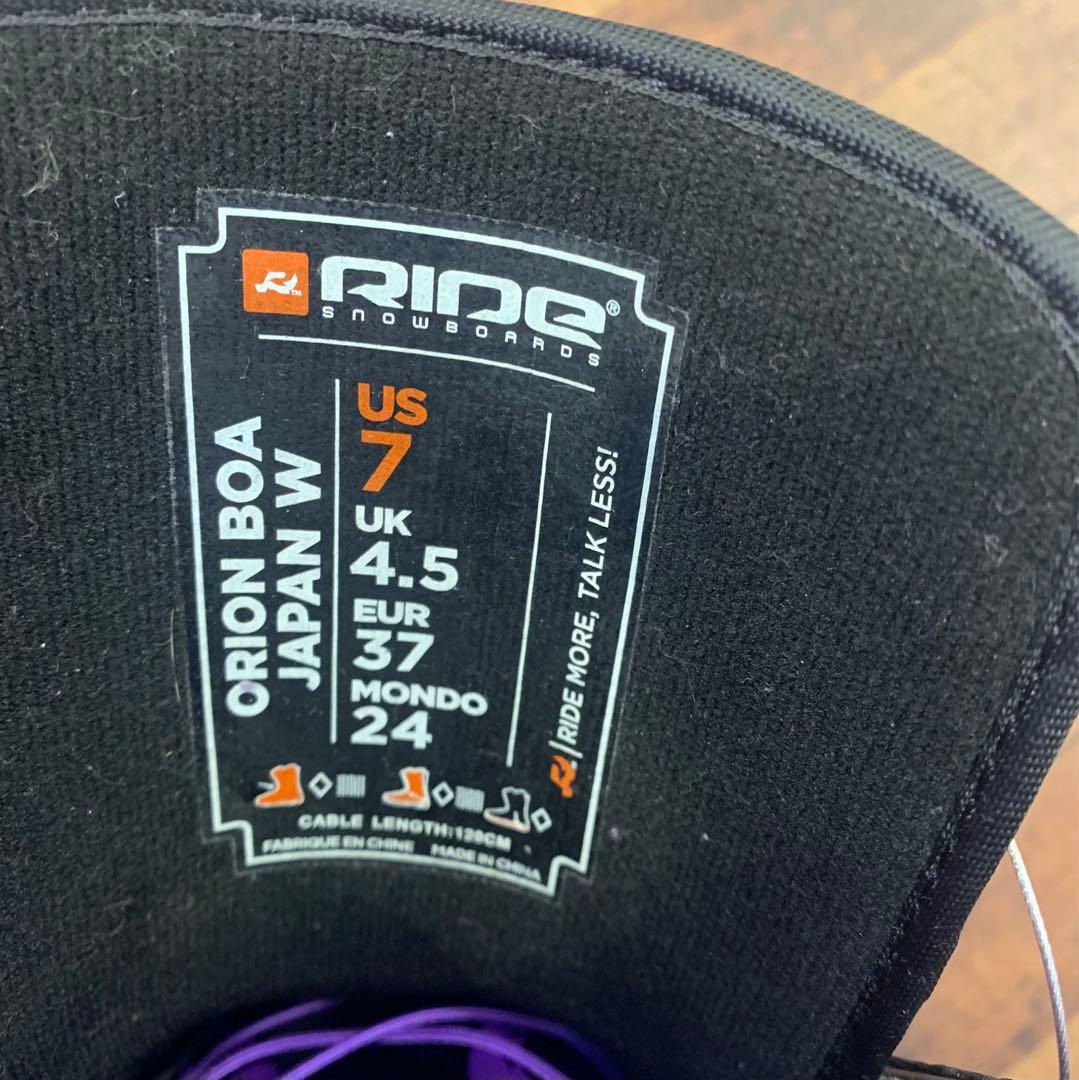 RIDE®
SNOWBOARDS
ORION BOA
JAPAN W
US
7
UK
4.5
EUR
37
MONDO
24
RIDE MORE, TALK LESS!
CABLE LENGTH:120CM
FABRIQUE EN CHINE MADE IN CHINA